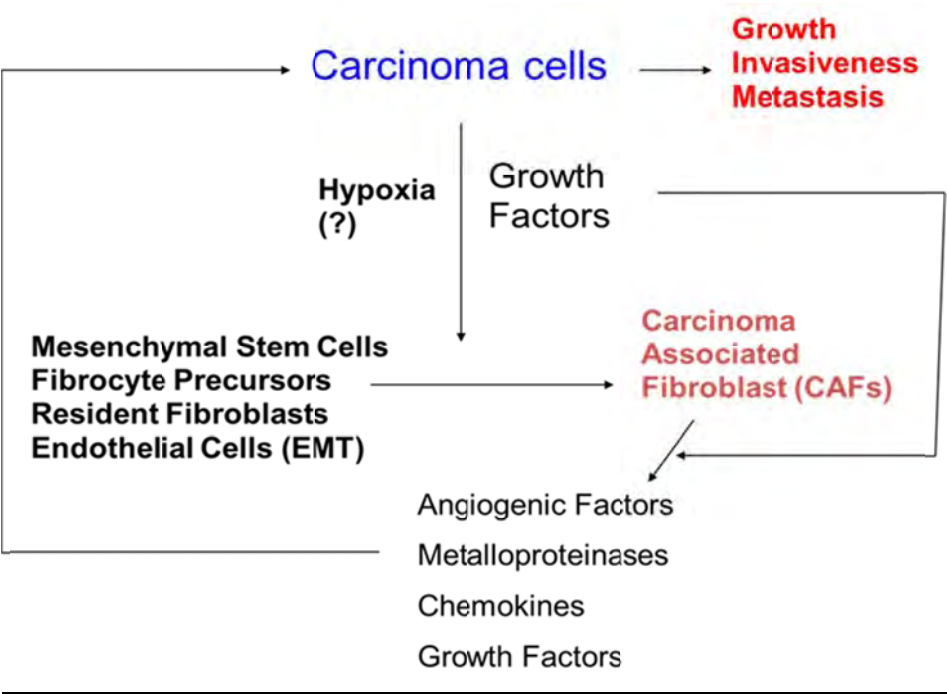 Carcinoma cells
Growth
Invasiveness
Metastasis
Hypoxia
(?)
Growth
Factors
Mesenchymal Stem Cells
Fibrocyte Precursors
Resident Fibroblasts
Endothelial Cells (EMT)
Carcinoma
Associated
Fibroblast (CAFs)
Angiogenic Factors
Metalloproteinases
Chemokines
Growth Factors